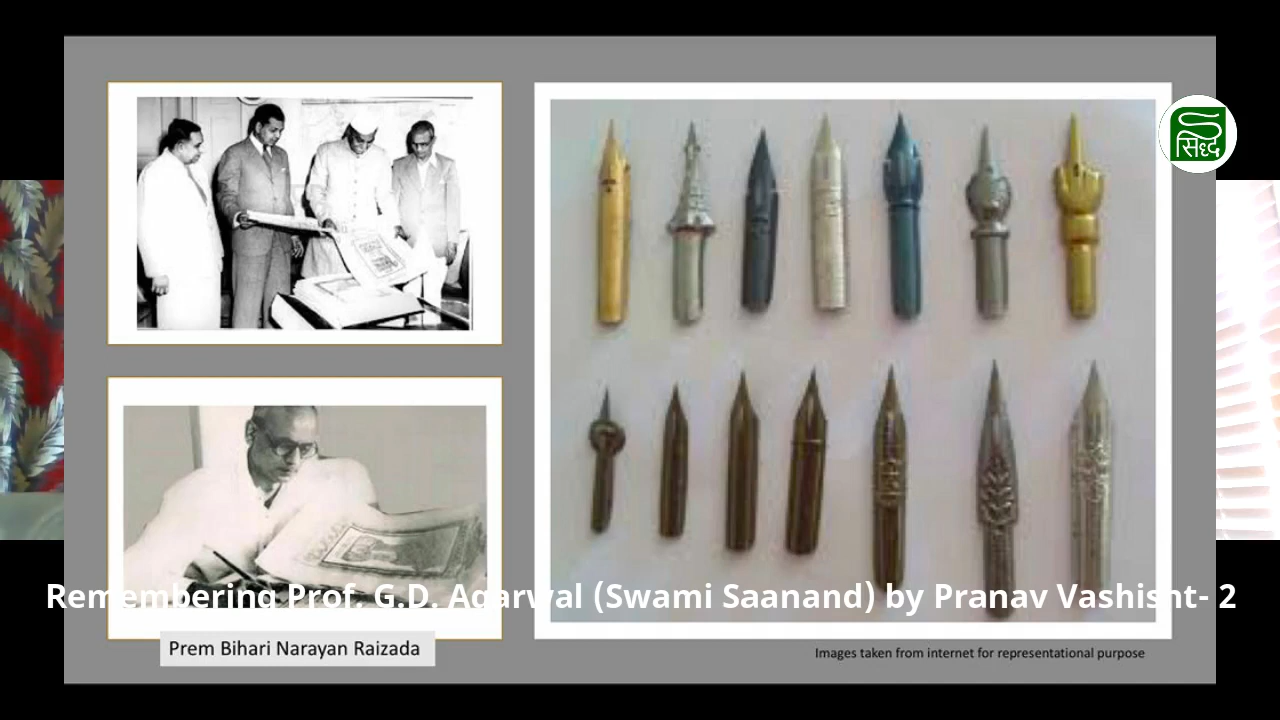 सिध्द
Remembering Prof. G.D. Agarwal (Swami Saanand) by Pranav Vashisht- 2
Prem Bihari Narayan Raizada
Images taken from internet for representational purpose